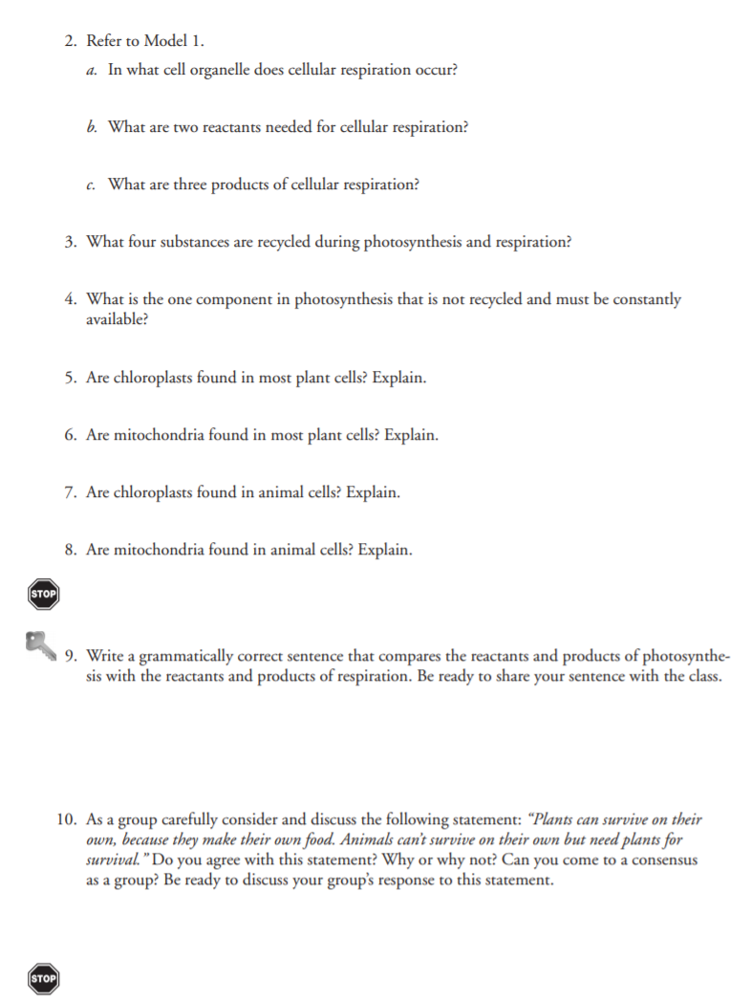 2. Refer to Model 1.
a. In what cell organelle does cellular respiration occur?
b. What are two reactants needed for cellular respiration?
c. What are three products of cellular respiration?
3. What four substances are recycled during photosynthesis and respiration?
4. What is the one component in photosynthesis that is not recycled and must be constantly
available?
5. Are chloroplasts found in most plant cells? Explain.
6. Are mitochondria found in most plant cells? Explain.
7. Are chloroplasts found in animal cells? Explain.
8. Are mitochondria found in animal cells? Explain.
STOP
9. Write a grammatically correct sentence that compares the reactants and products of photosynthe-
sis with the reactants and products of respiration. Be ready to share your sentence with the class.
10. As a group carefully consider and discuss the following statement: “Plants can survive on their
own, because they make their own food. Animals can’t survive on their own but need plants for
survival.” Do you agree with this statement? Why or why not? Can you come to a consensus
as a group? Be ready to discuss your group’s response to this statement.
STOP